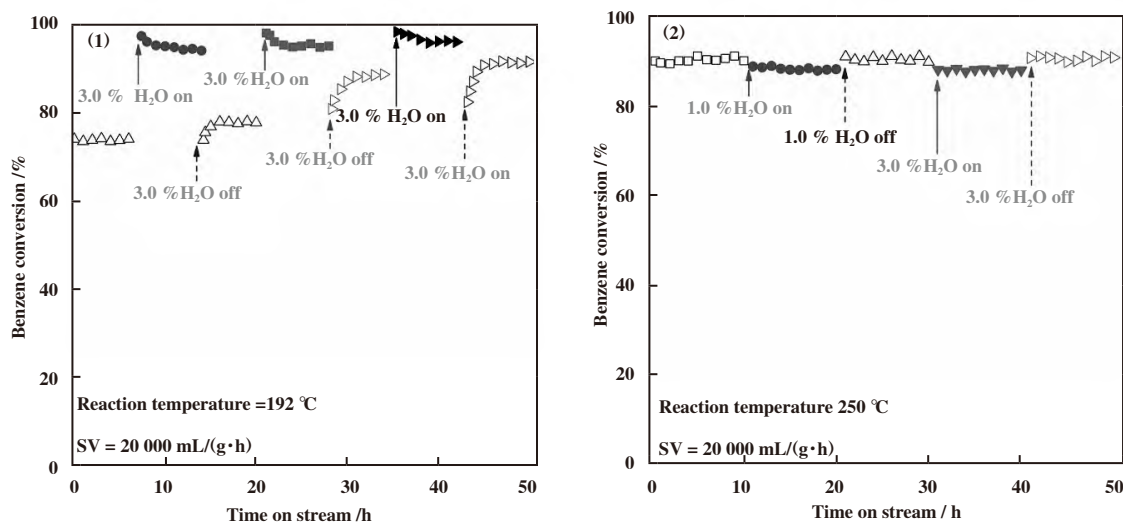 (1)
100
80
60
40
20
0
Benzene conversion /%
3.0 % H₂O on
3.0 %H₂O off
3.0 %H₂O on
3.0 %H₂O off
3.0 % H₂O on
3.0 %H₂O on
Reaction temperature =192 ℃
SV = 20 000 mL/(g·h)
0 10 20 30 40 50
Time on stream /h
(2)
100
80
60
40
20
0
Benzene conversion /%
1.0 %H₂O on
1.0 % H₂O off
3.0 %H₂O on
3.0 %H₂O off
Reaction temperature 250 ℃
SV = 20 000 mL/(g·h)
0 10 20 30 40 50
Time on stream / h